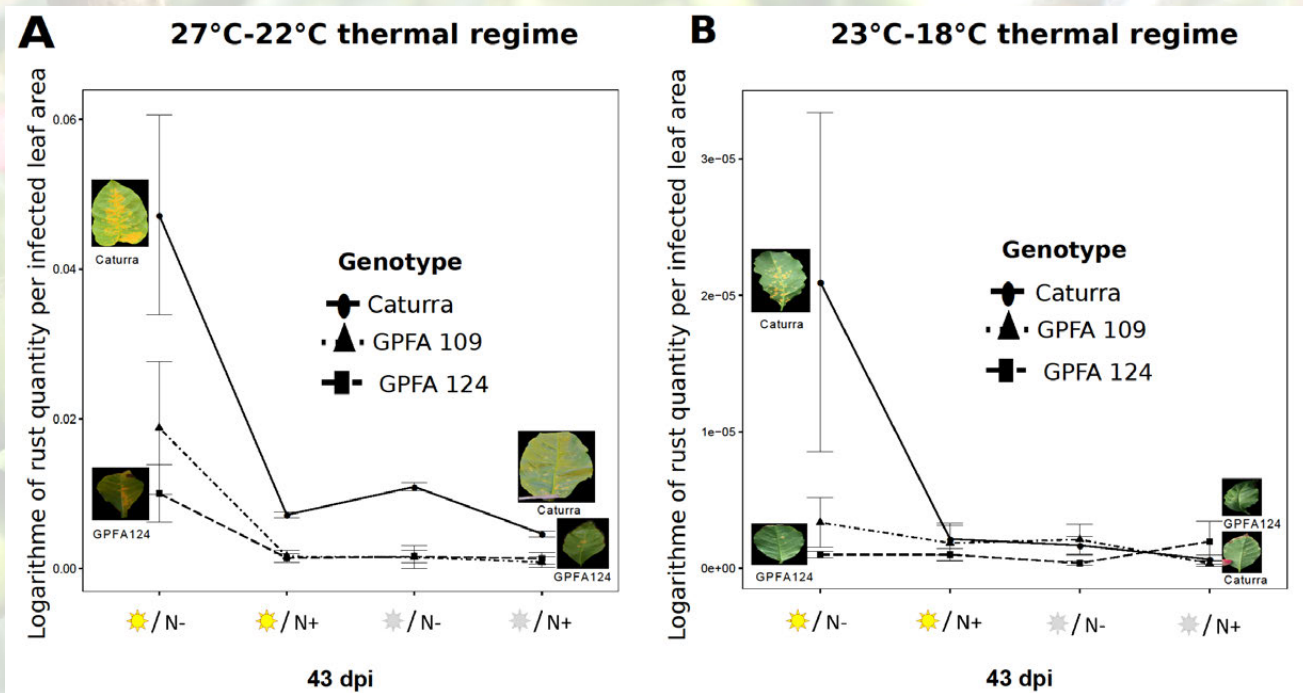 A
27°C-22°C thermal regime
Logarithme of rust quantity per infected leaf area
0.06
0.04
0.02
0.00
Caturra
GPFA124
Genotype
Caturra
GPFA 109
GPFA 124
Caturra
GPFA124
/ N-
/ N+
/ N-
/ N+
43 dpi
B
23°C-18°C thermal regime
Logarithme of rust quantity per infected leaf area
3e-05
2e-05
1e-05
0e+00
Caturra
GPFA124
Genotype
Caturra
GPFA 109
GPFA 124
GPFA124
Caturra
/ N-
/ N+
/ N-
/ N+
43 dpi